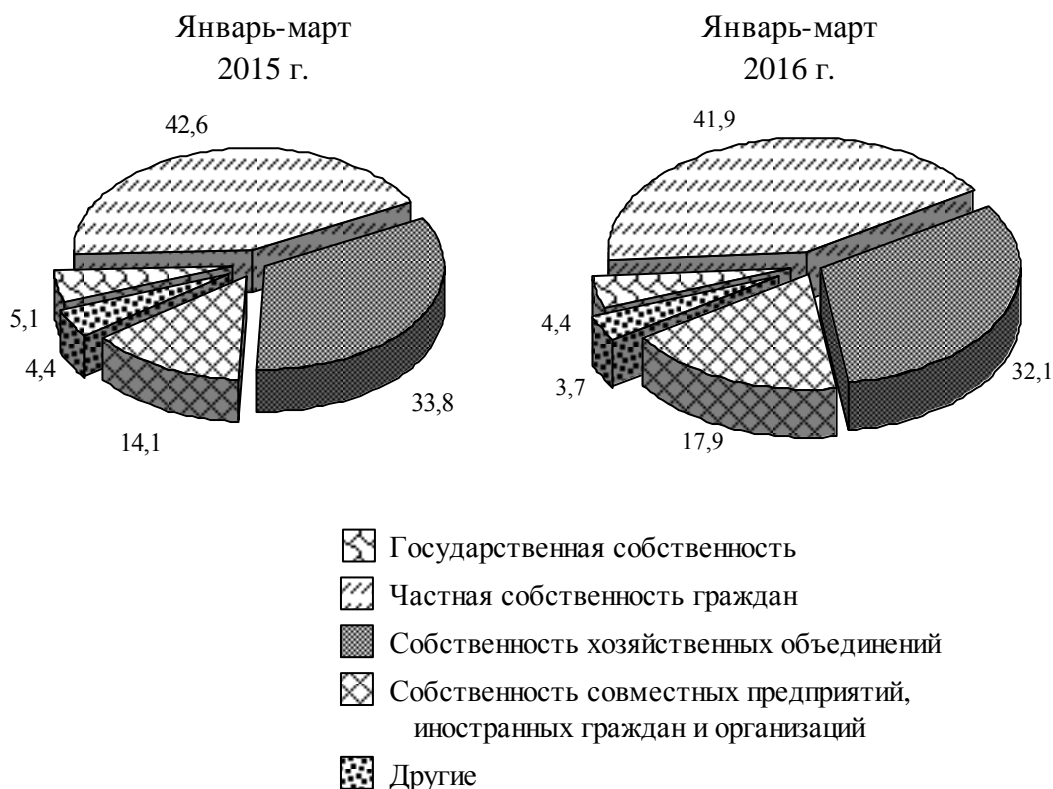 Январь-март
2015 г.
Январь-март
2016 г.
42,6
41,9
5,1
4,4
14,1
33,8
4,4
3,7
17,9
32,1
Государственная собственность
Частная собственность граждан
Собственность хозяйственных объединений
Собственность совместных предприятий,
иностранных граждан и организаций
Другие